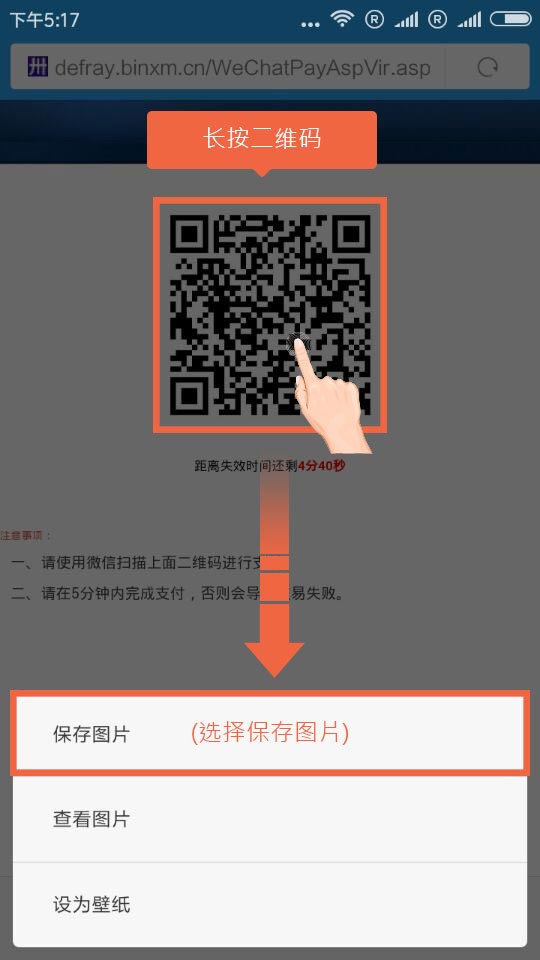 下午5:17
... R R
卅 defray.binxm.cn/WeChatPayAspVir.asp
长按二维码
距离失效时间还剩4分40秒
注意事项：
一、请使用微信扫描上面二维码进行支
二、请在5分钟内完成支付，否则会导 易失败。
保存图片 (选择保存图片)
查看图片
设为壁纸